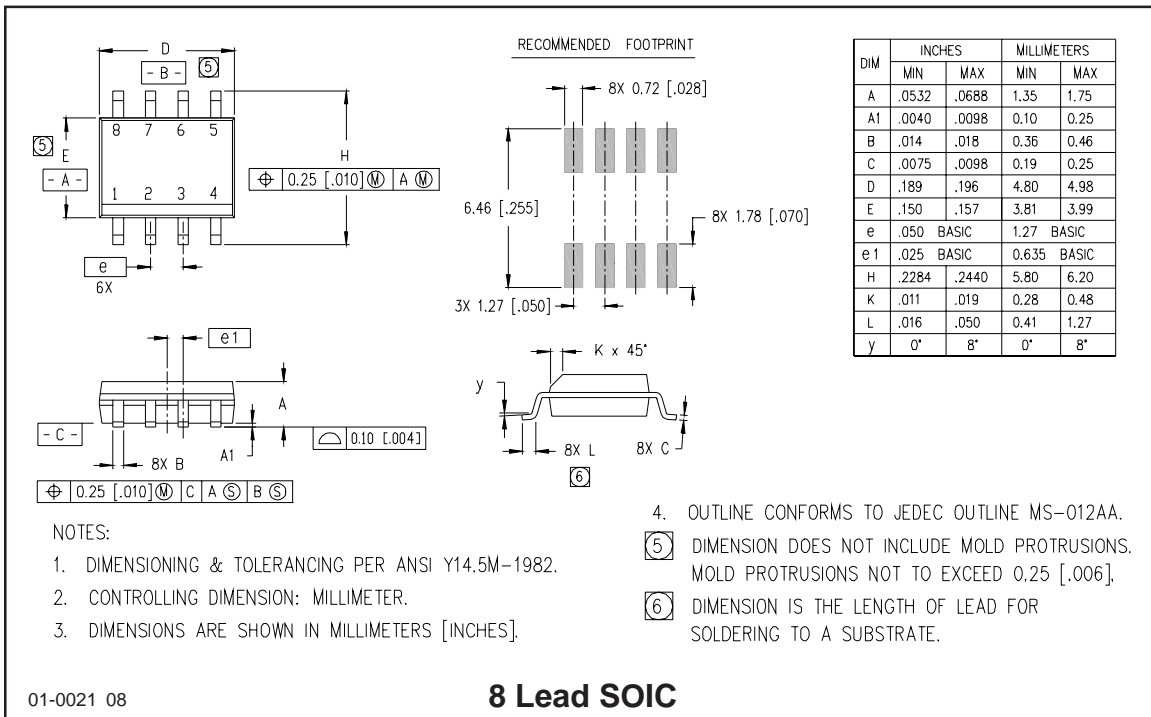 D
- B -
5
8 7 6 5
5
E
- A -
1 2 3 4
H
⌖ 0.25 [.010] Ⓜ A Ⓜ
e
6X
RECOMMENDED FOOTPRINT
8X 0.72 [.028]
6.46 [.255]
8X 1.78 [.070]
3X 1.27 [.050]
DIM INCHES MILLIMETERS
MIN MAX MIN MAX
A .0532 .0688 1.35 1.75
A1 .0040 .0098 0.10 0.25
B .014 .018 0.36 0.46
C .0075 .0098 0.19 0.25
D .189 .196 4.80 4.98
E .150 .157 3.81 3.99
e .050 BASIC 1.27 BASIC
e1 .025 BASIC 0.635 BASIC
H .2284 .2440 5.80 6.20
K .011 .019 0.28 0.48
L .016 .050 0.41 1.27
y 0° 8° 0° 8°
e1
A
- C -
8X B
A1
⌓ 0.10 [.004]
⌖ 0.25 [.010] Ⓜ C A Ⓢ B Ⓢ
K x 45°
y
8X L
6
8X C
NOTES:
1. DIMENSIONING & TOLERANCING PER ANSI Y14.5M-1982.
2. CONTROLLING DIMENSION: MILLIMETER.
3. DIMENSIONS ARE SHOWN IN MILLIMETERS [INCHES].
4. OUTLINE CONFORMS TO JEDEC OUTLINE MS-012AA.
5 DIMENSION DOES NOT INCLUDE MOLD PROTRUSIONS.
MOLD PROTRUSIONS NOT TO EXCEED 0.25 [.006].
6 DIMENSION IS THE LENGTH OF LEAD FOR
SOLDERING TO A SUBSTRATE.
01-0021 08
8 Lead SOIC